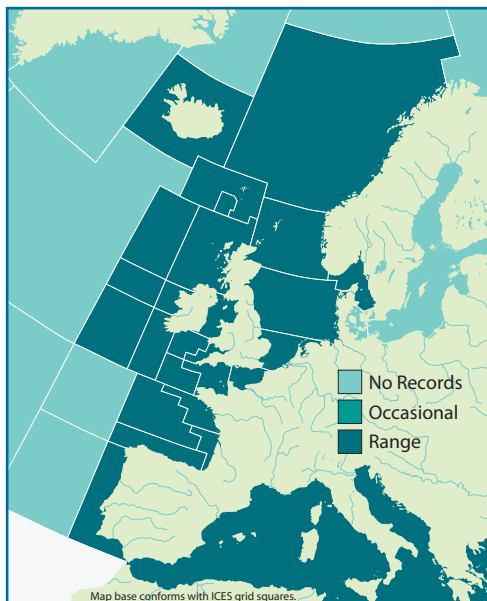 No Records
Occasional
Range
Map base conforms with ICES grid squares.